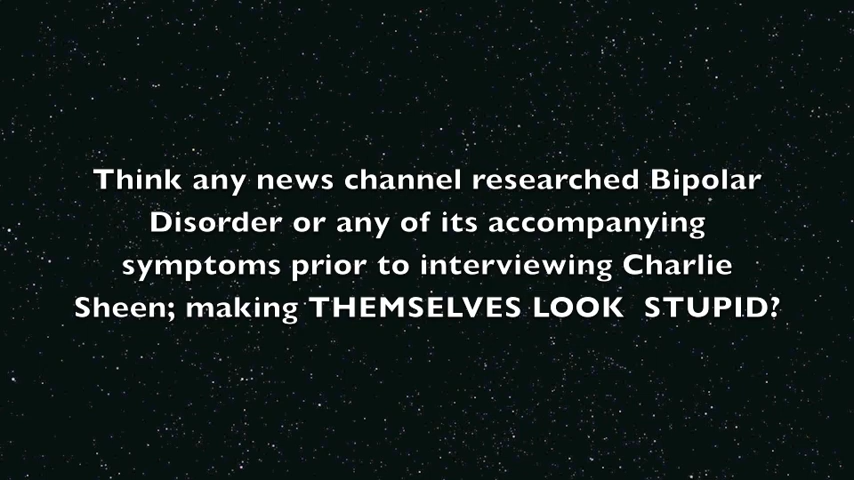 Think any news channel researched Bipolar
Disorder or any of its accompanying
symptoms prior to interviewing Charlie
Sheen; making THEMSELVES LOOK  STUPID?